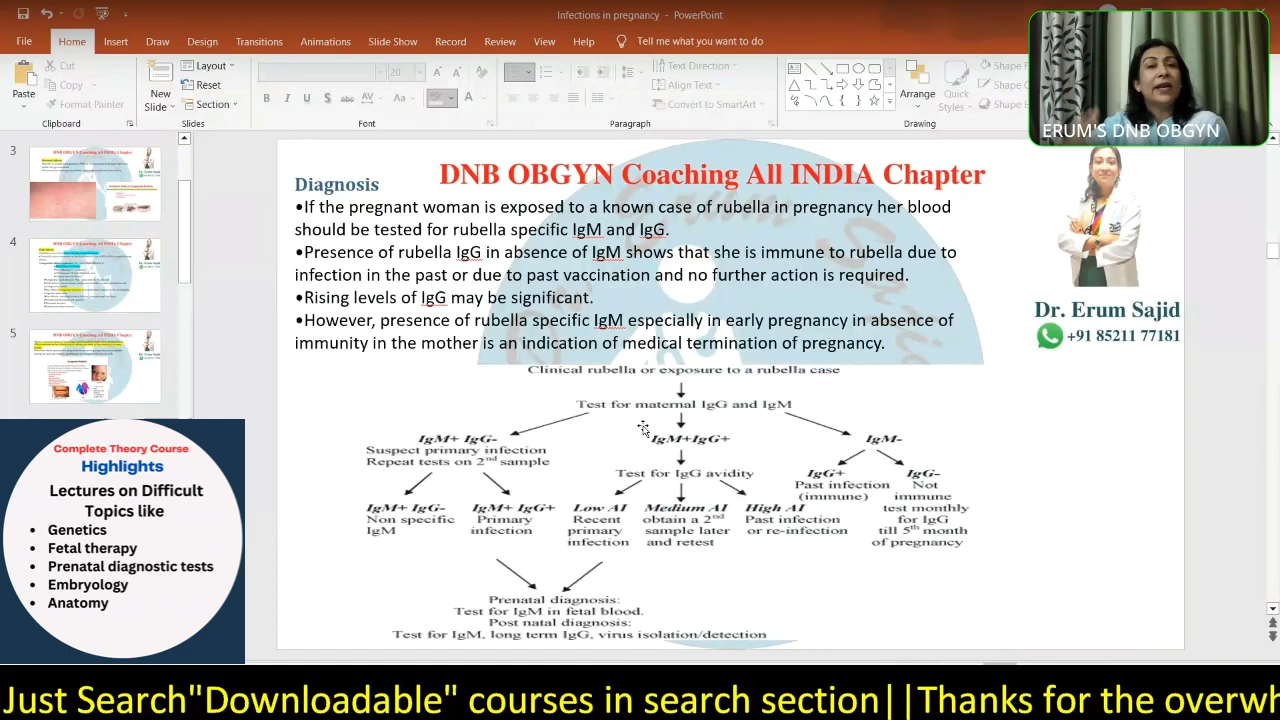 Infections in pregnancy - PowerPoint
File Home Insert Draw Design Transitions Animations Slide Show Record Review View Help Tell me what you want to do
Paste
Cut
Copy
Format Painter
Clipboard
New
Slide
Layout
Reset
Section
Slides
20
Font
Text Direction
Align Text
Convert to SmartArt
Paragraph
Arrange
Quick
Styles
Shape
Shape
Shape
Drawing
ERUM'S DNB OBGYN
3
4
5
DNB OBGYN Coaching All INDIA Chapter
Diagnosis
•If the pregnant woman is exposed to a known case of rubella in pregnancy her blood
should be tested for rubella specific IgM and IgG.
•Presence of rubella IgG in absence of IgM shows that she immune to rubella due to
infection in the past or due to past vaccination and no further action is required.
•Rising levels of IgG may be significant.
•However, presence of rubella specific IgM especially in early pregnancy in absence of
immunity in the mother is an indication of medical termination of pregnancy.
Clinical rubella or exposure to a rubella case
Test for maternal IgG and IgM
IgM+ IgG-
Suspect primary infection
Repeat tests on 2nd sample
IgM+IgG+
Test for IgG avidity
IgM-
IgG+
Past infection
(immune)
IgG-
Not
immune
test monthly
for IgG
till 5th month
of pregnancy
IgM+ IgG-
Non specific
IgM
IgM+ IgG+
Primary
infection
Low AI
Recent
primary
infection
Medium AI
obtain a 2nd
sample later
and retest
High AI
Past infection
or re-infection
Prenatal diagnosis:
Test for IgM in fetal blood.
Post natal diagnosis:
Test for IgM, long term IgG, virus isolation/detection
Dr. Erum Sajid
+91 85211 77181
Complete Theory Course
Highlights
Lectures on Difficult
Topics like
• Genetics
• Fetal therapy
• Prenatal diagnostic tests
• Embryology
• Anatomy
Just Search"Downloadable" courses in search section||Thanks for the overwh